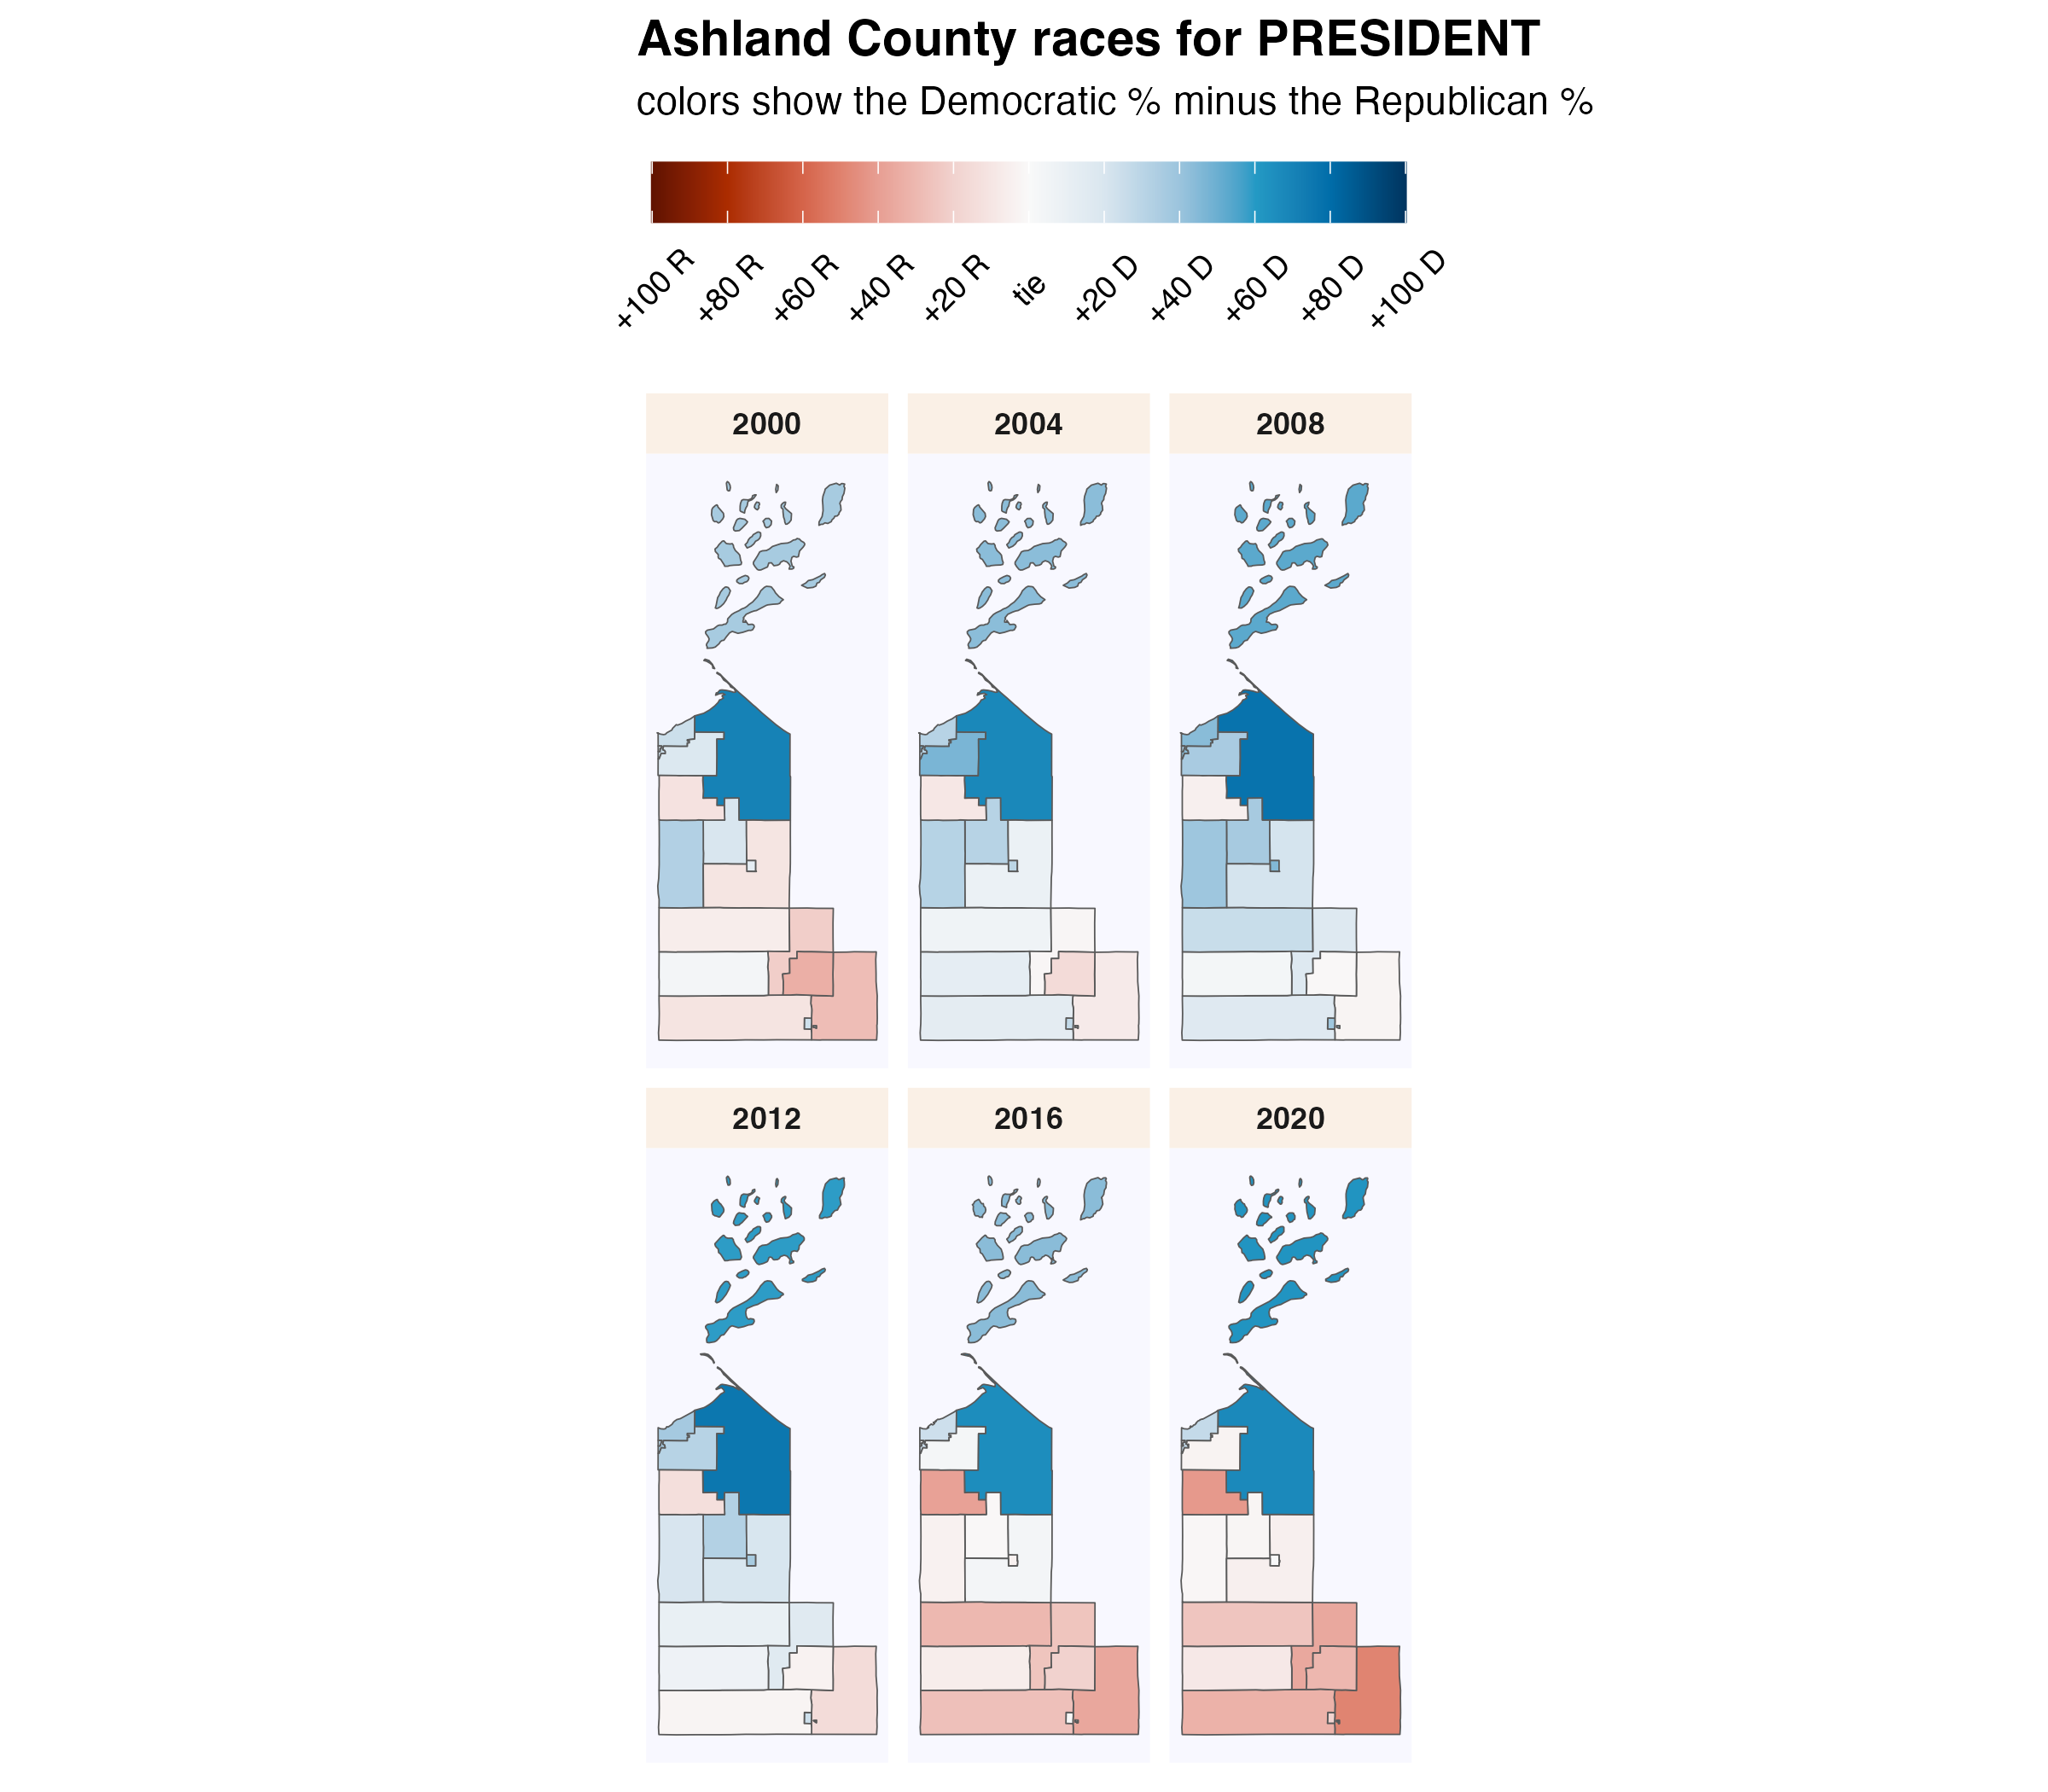 Ashland County races for PRESIDENT
colors show the Democratic % minus the Republican %
+100 R
+80 R
+60 R
+40 R
+20 R
tie
+20 D
+40 D
+60 D
+80 D
+100 D
2000
2004
2008
2012
2016
2020